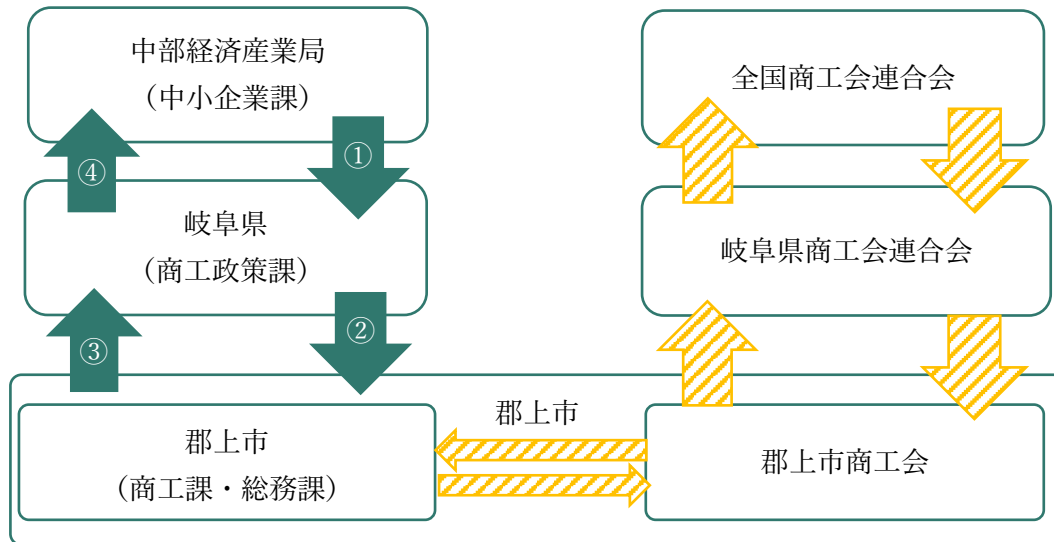 中部経済産業局
（中小企業課）
全国商工会連合会
④
①
岐阜県
（商工政策課）
岐阜県商工会連合会
③
②
郡上市
郡上市
（商工課・総務課）
郡上市商工会